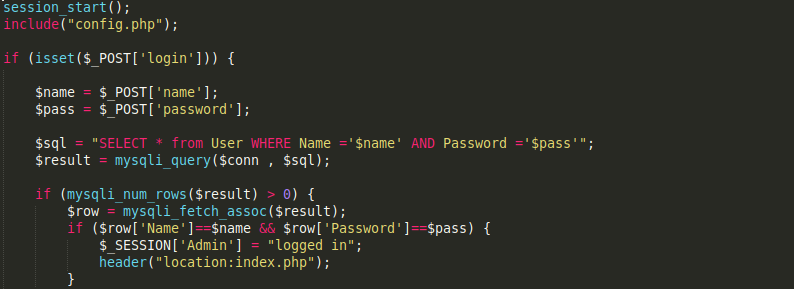 session_start();
include("config.php");
if (isset($_POST['login'])) {
$name = $_POST['name'];
$pass = $_POST['password'];
$sql = "SELECT * from User WHERE Name ='$name' AND Password ='$pass'";
$result = mysqli_query($conn , $sql);
if (mysqli_num_rows($result) > 0) {
$row = mysqli_fetch_assoc($result);
if ($row['Name']==$name && $row['Password']==$pass) {
$_SESSION['Admin'] = "logged in";
header("location:index.php");
}